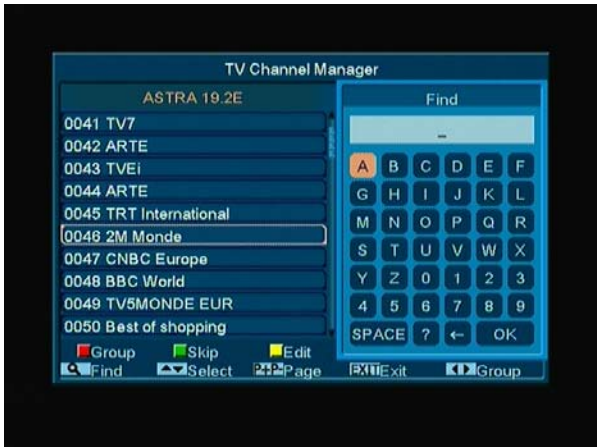 TV Channel Manager
ASTRA 19.2E
0041 TV7
0042 ARTE
0043 TVEi
0044 ARTE
0045 TRT International
0046 2M Monde
0047 CNBC Europe
0048 BBC World
0049 TV5MONDE EUR
0050 Best of shopping
Find
_
A B C D E F
G H I J K L
M N O P Q R
S T U V W X
Y Z 0 1 2 3
4 5 6 7 8 9
SPACE ? ← OK
Group Skip Edit
Find Select P+P- Page EXIT Exit Group